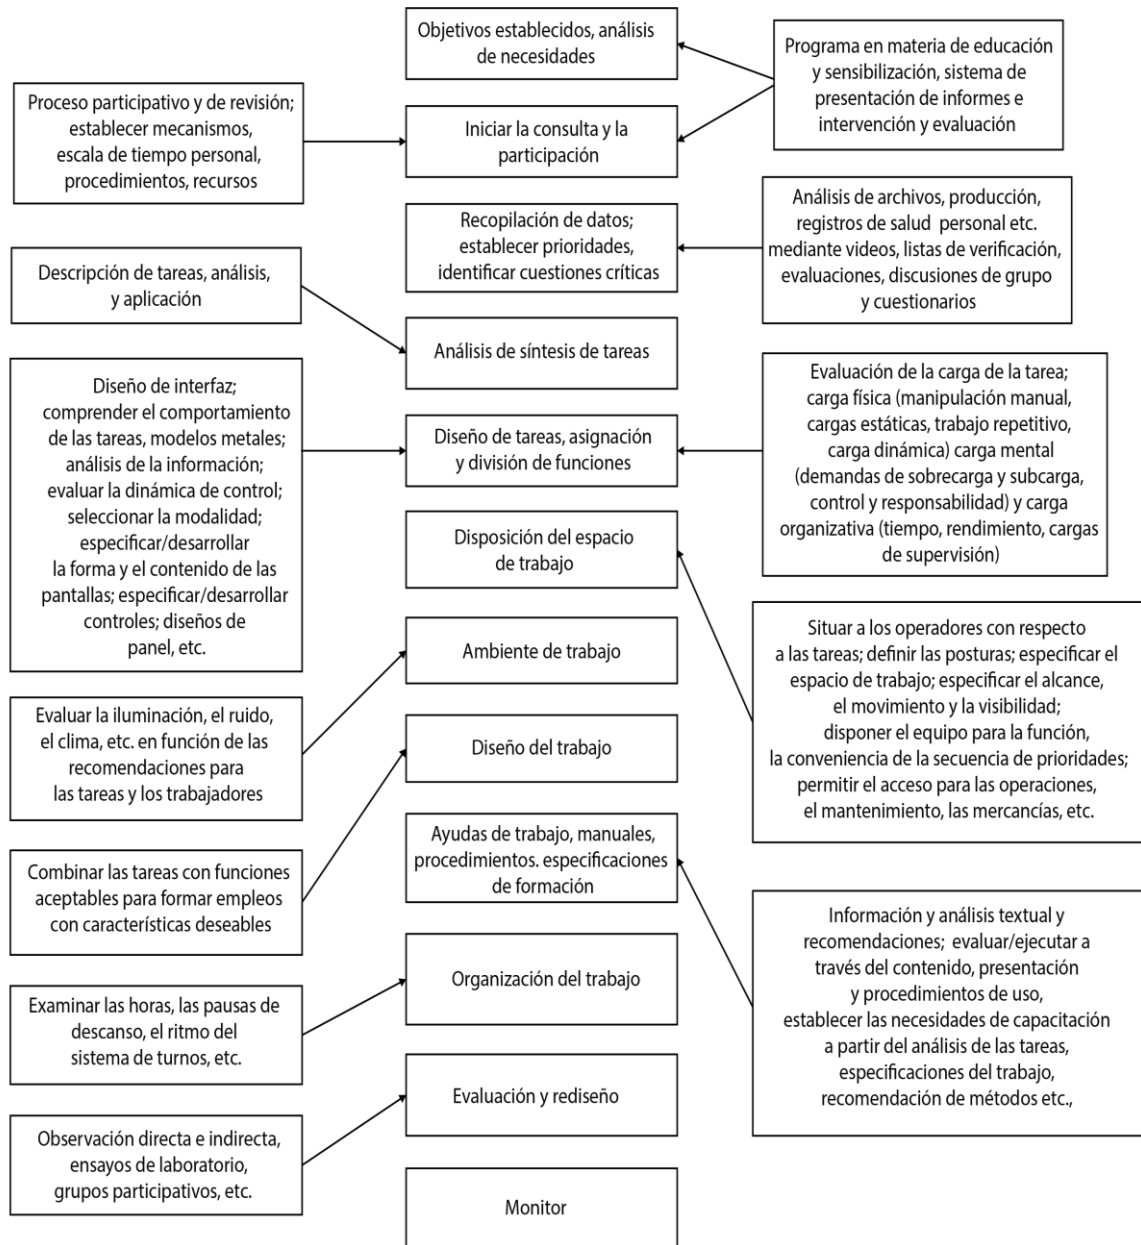 Objetivos establecidos, análisis
de necesidades
Programa en materia de educación
y sensibilización, sistema de
presentación de informes e
intervención y evaluación
Proceso participativo y de revisión;
establecer mecanismos,
escala de tiempo personal,
procedimientos, recursos
Iniciar la consulta y la
participación
Recopilación de datos;
establecer prioridades,
identificar cuestiones críticas
Análisis de archivos, producción,
registros de salud personal etc.
mediante videos, listas de verificación,
evaluaciones, discusiones de grupo
y cuestionarios
Descripción de tareas, análisis,
y aplicación
Análisis de síntesis de tareas
Diseño de interfaz;
comprender el comportamiento
de las tareas, modelos metales;
análisis de la información;
evaluar la dinámica de control;
seleccionar la modalidad;
especificar/desarrollar
la forma y el contenido de las
pantallas; especificar/desarrollar
controles; diseños de
panel, etc.
Diseño de tareas, asignación
y división de funciones
Evaluación de la carga de la tarea;
carga física (manipulación manual,
cargas estáticas, trabajo repetitivo,
carga dinámica) carga mental
(demandas de sobrecarga y subcarga,
control y responsabilidad) y carga
organizativa (tiempo, rendimiento, cargas
de supervisión)
Disposición del espacio
de trabajo
Ambiente de trabajo
Situar a los operadores con respecto
a las tareas; definir las posturas; especificar el
espacio de trabajo; especificar el alcance,
el movimiento y la visibilidad;
disponer el equipo para la función,
la conveniencia de la secuencia de prioridades;
permitir el acceso para las operaciones,
el mantenimiento, las mercancías, etc.
Evaluar la iluminación, el ruido,
el clima, etc. en función de las
recomendaciones para
las tareas y los trabajadores
Diseño del trabajo
Ayudas de trabajo, manuales,
procedimientos. especificaciones
de formación
Combinar las tareas con funciones
aceptables para formar empleos
con características deseables
Información y análisis textual y
recomendaciones; evaluar/ejecutar a
través del contenido, presentación
y procedimientos de uso,
establecer las necesidades de capacitación
a partir del análisis de las tareas,
especificaciones del trabajo,
recomendación de métodos etc.,
Organización del trabajo
Examinar las horas, las pausas de
descanso, el ritmo del
sistema de turnos, etc.
Evaluación y rediseño
Observación directa e indirecta,
ensayos de laboratorio,
grupos participativos, etc.
Monitor